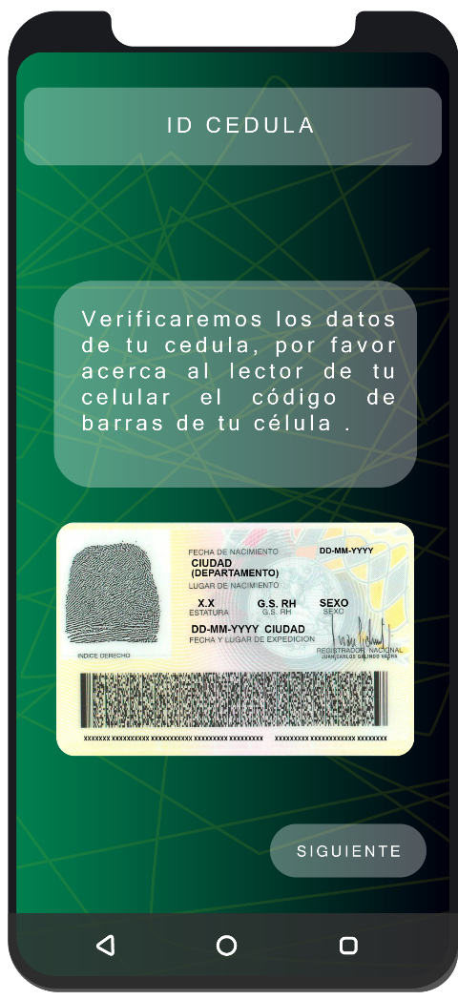 ID CEDULA
Verificaremos los datos
de tu cedula, por favor
acerca al lector de tu
celular el código de
barras de tu célula .
FECHA DE NACIMIENTO DD-MM-YYYY
CIUDAD
(DEPARTAMENTO)
LUGAR DE NACIMIENTO
X.X G.S. RH SEXO
ESTATURA G.S. RH SEXO
DD-MM-YYYY CIUDAD
FECHA Y LUGAR DE EXPEDICION
REGISTRADOR NACIONAL
JUAN CARLOS GALINDO VACHA
INDICE DERECHO
XXXXXXX XXXXXXXXXX XXXXXXXXXXX XXXXXXXXX XXXXXXXXX XXXXXXXXX XXXXXXXXXX XXXXXXXXXXX XXXXXXXX
SIGUIENTE